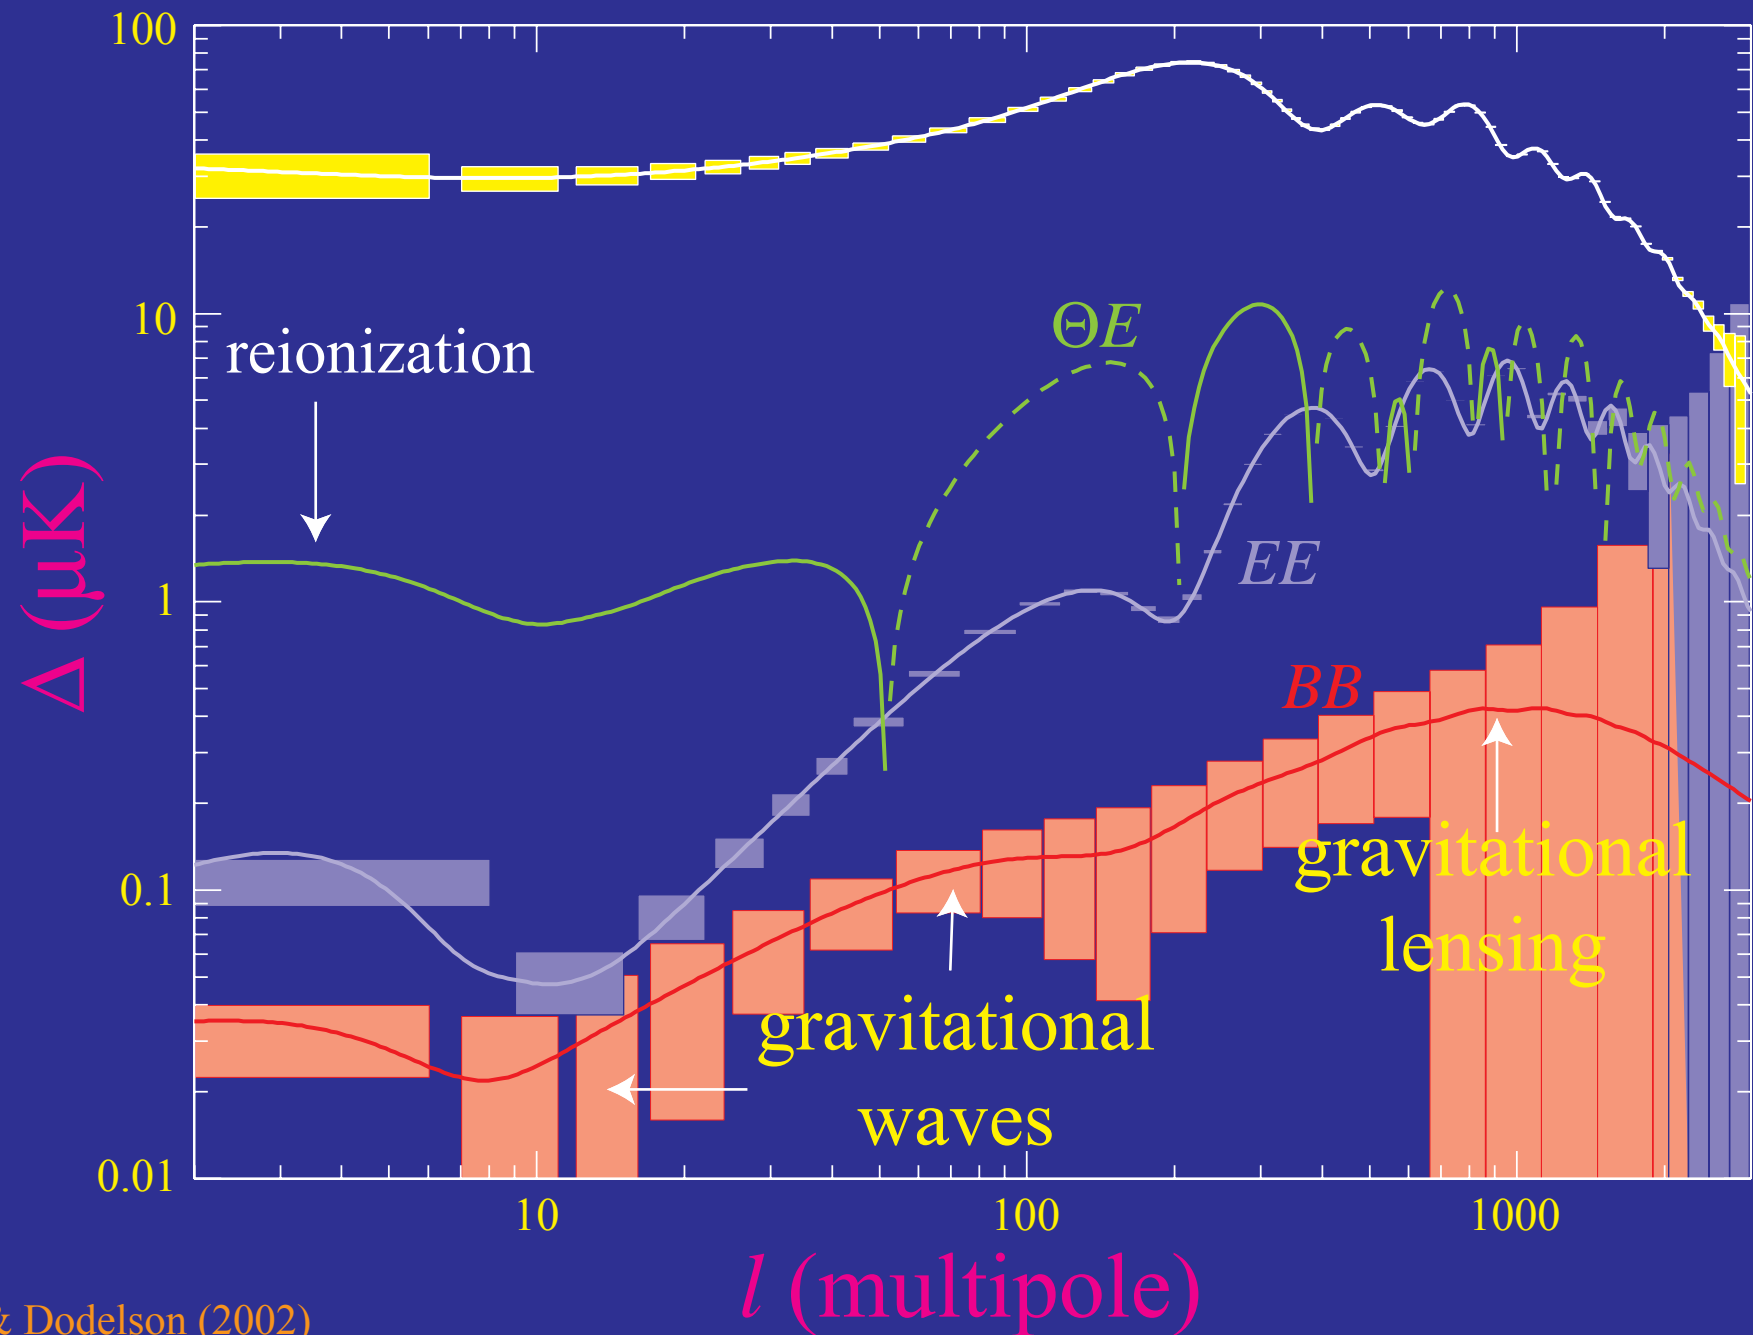 100
10
1
0.1
0.01
Δ (μK)
reionization
ΘE
EE
BB
gravitational
lensing
gravitational
waves
10
100
1000
l (multipole)
& Dodelson (2002)